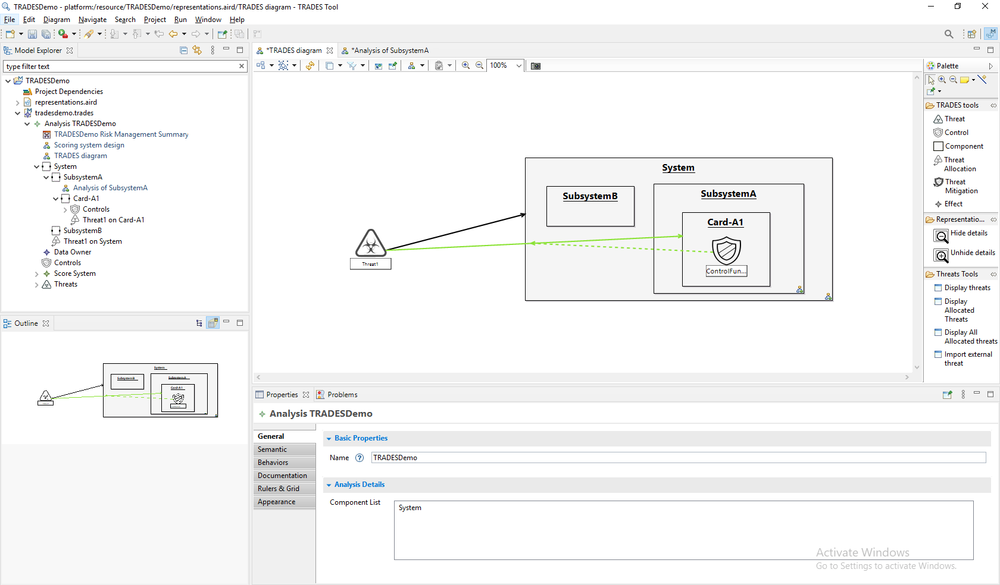 TRADESDemo - platform:/resource/TRADESDemo/representations.aird/TRADES diagram - TRADES Tool
File Edit Diagram Navigate Search Project Run Window Help
Model Explorer
type filter text
TRADESDemo
Project Dependencies
representations.aird
tradesdemo.trades
Analysis TRADESDemo
TRADESDemo Risk Management Summary
Scoring system design
TRADES diagram
System
SubsystemA
Analysis of SubsystemA
Card-A1
Controls
Threat1 on Card-A1
SubsystemB
Threat1 on System
Data Owner
Controls
Score System
Threats
Outline
System
SubsystemB
SubsystemA
Card-A1
*TRADES diagram
*Analysis of SubsystemA
100%
System
SubsystemB
SubsystemA
Card-A1
ControlFun...
Threat1
Palette
TRADES tools
Threat
Control
Component
Threat
Allocation
Threat
Mitigation
Effect
Representatio...
Hide details
Unhide details
Threats Tools
Display threats
Display
Allocated
Threats
Display All
Allocated threats
Import external
threat
Properties
Problems
Analysis TRADESDemo
General
Semantic
Behaviors
Documentation
Rulers & Grid
Appearance
Basic Properties
Name
TRADESDemo
Analysis Details
Component List
System
Activate Windows
Go to Settings to activate Windows.